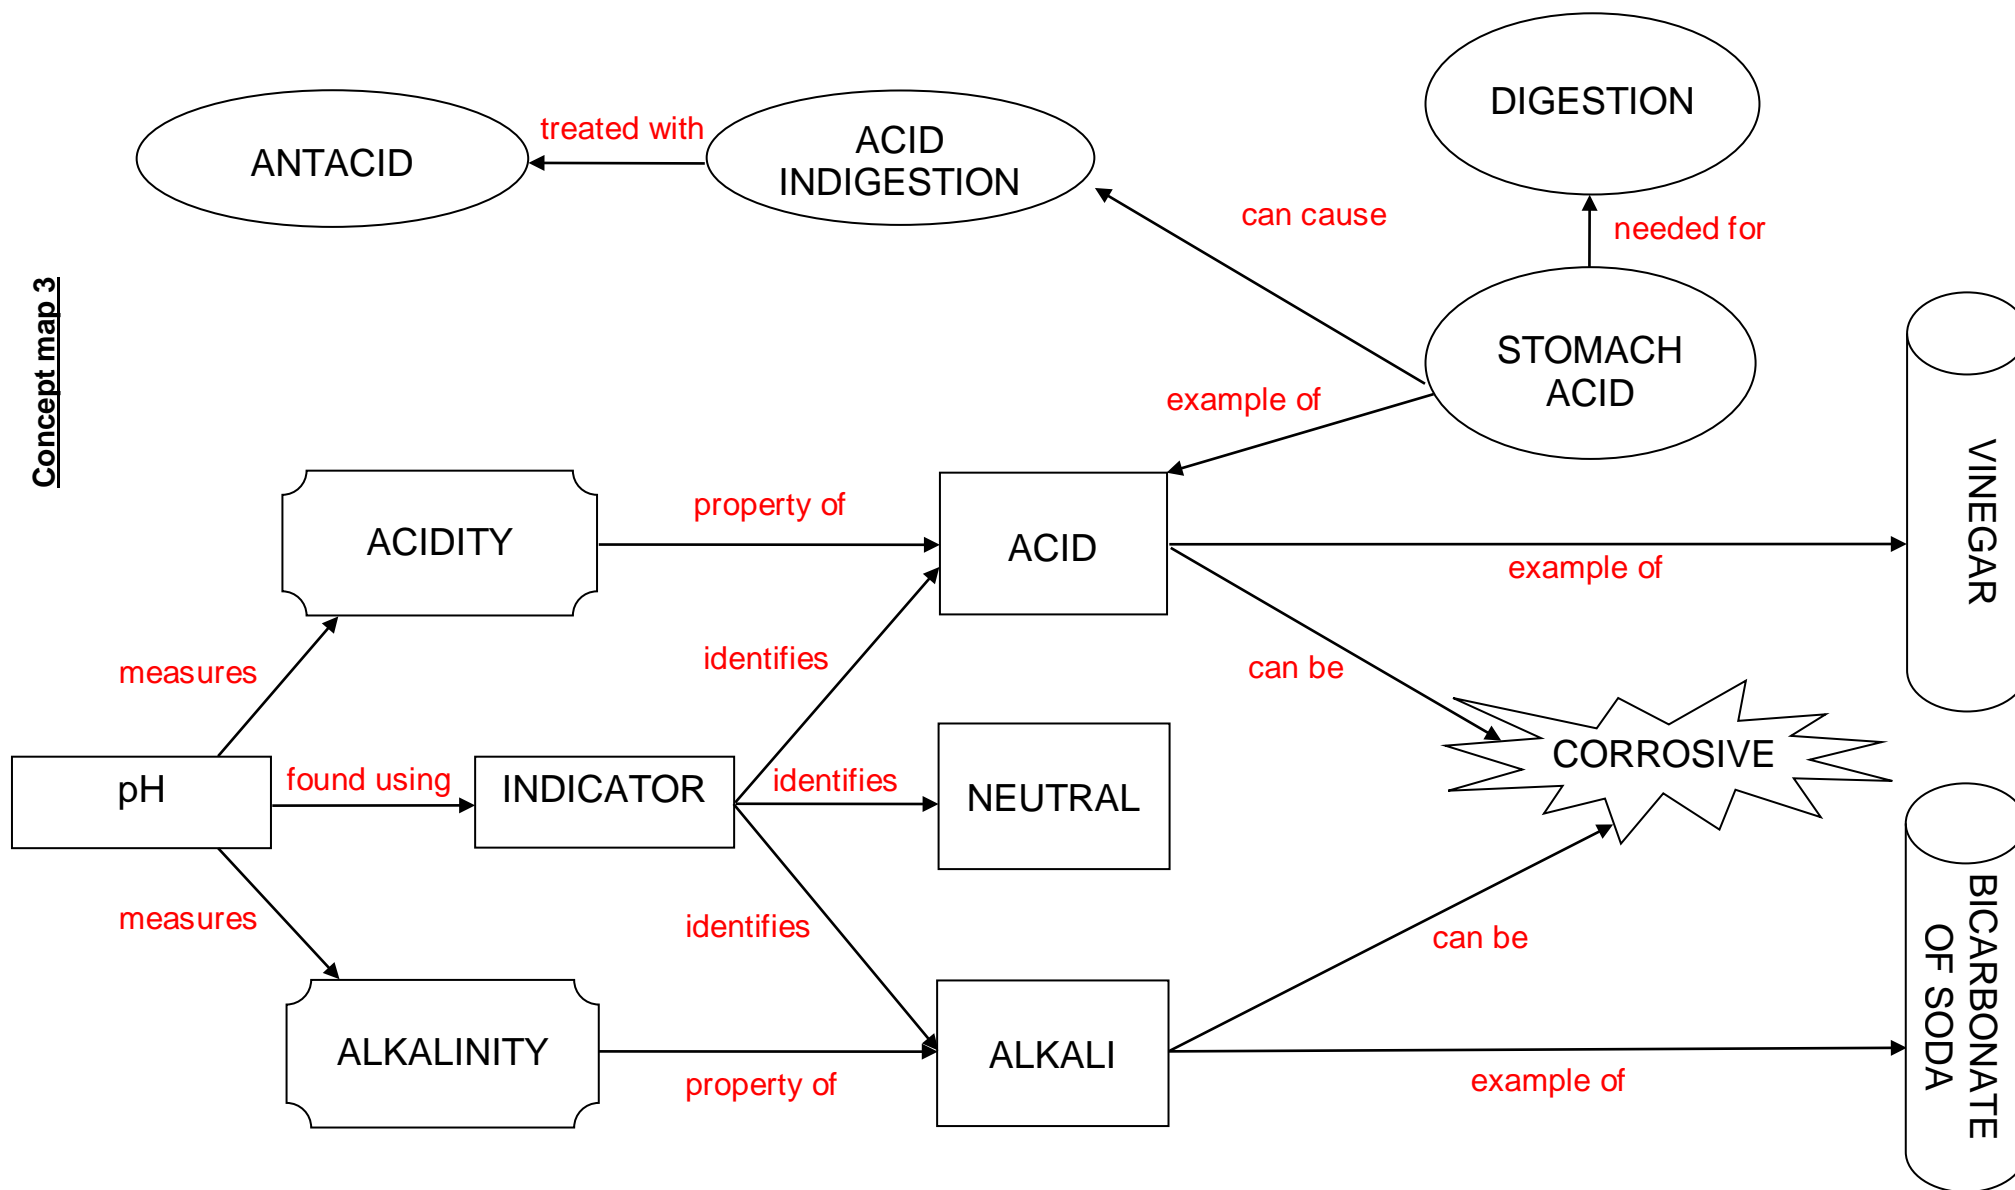 Concept map 3
DIGESTION
ANTACID
treated with
ACID
INDIGESTION
can cause
needed for
STOMACH
ACID
example of
VINEGAR
ACIDITY
property of
ACID
example of
measures
identifies
can be
pH
found using
INDICATOR
identifies
NEUTRAL
CORROSIVE
measures
identifies
can be
BICARBONATE
OF SODA
ALKALINITY
property of
ALKALI
example of